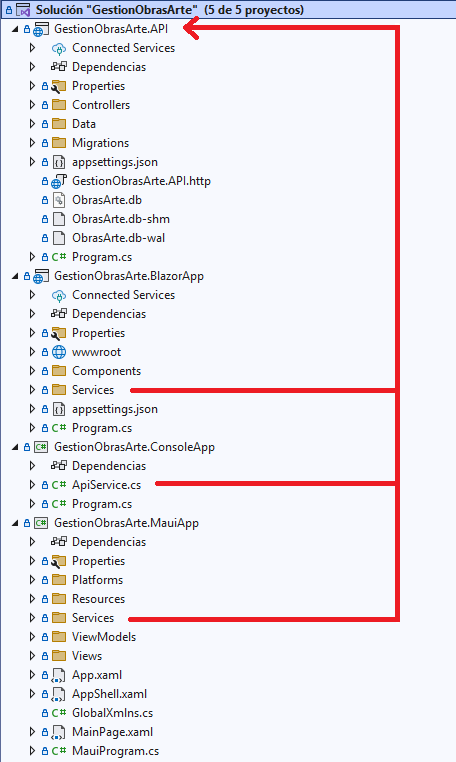 Solución "GestionObrasArte" (5 de 5 proyectos)
GestionObrasArte.API
Connected Services
Dependencias
Properties
Controllers
Data
Migrations
appsettings.json
GestionObrasArte.API.http
ObrasArte.db
ObrasArte.db-shm
ObrasArte.db-wal
C# Program.cs
GestionObrasArte.BlazorApp
Connected Services
Dependencias
Properties
wwwroot
Components
Services
appsettings.json
C# Program.cs
C# GestionObrasArte.ConsoleApp
Dependencias
C# ApiService.cs
C# Program.cs
C# GestionObrasArte.MauiApp
Dependencias
Properties
Platforms
Resources
Services
ViewModels
Views
App.xaml
AppShell.xaml
C# GlobalXmlns.cs
MainPage.xaml
C# MauiProgram.cs